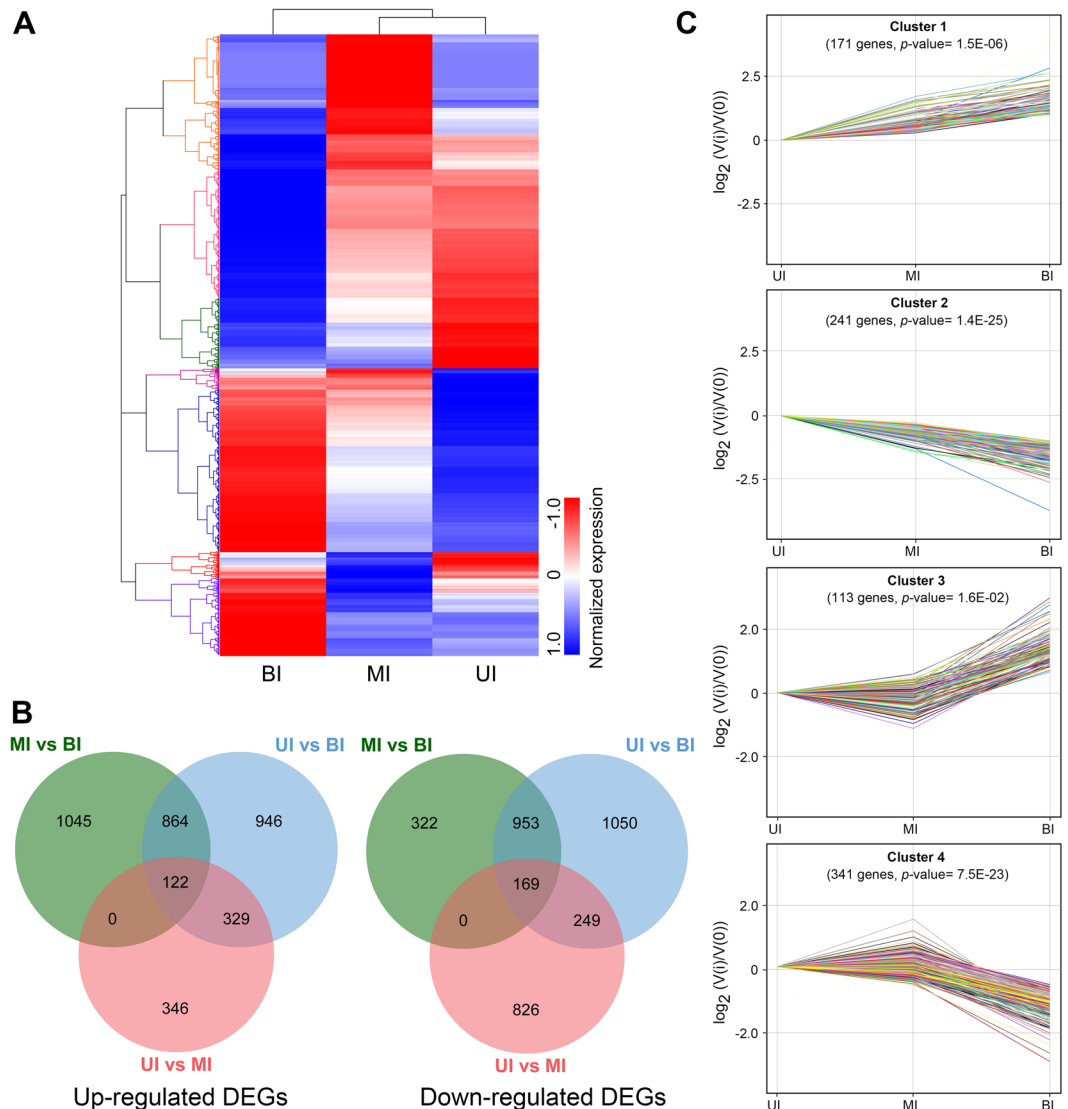 A
-1.0
0
1.0
Normalized expression
BI MI UI
B
MI vs BI
UI vs BI
1045
864
946
122
0
329
346
UI vs MI
Up-regulated DEGs
MI vs BI
UI vs BI
322
953
1050
169
0
249
826
UI vs MI
Down-regulated DEGs
C
Cluster 1
(171 genes, p-value= 1.5E-06)
2.5
0
-2.5
log2 (V(i)/V(0))
UI MI BI
Cluster 2
(241 genes, p-value= 1.4E-25)
2.5
0
-2.5
log2 (V(i)/V(0))
UI MI BI
Cluster 3
(113 genes, p-value= 1.6E-02)
2.0
0
-2.0
log2 (V(i)/V(0))
UI MI BI
Cluster 4
(341 genes, p-value= 7.5E-23)
2.0
0
-2.0
log2 (V(i)/V(0))
UI MI BI